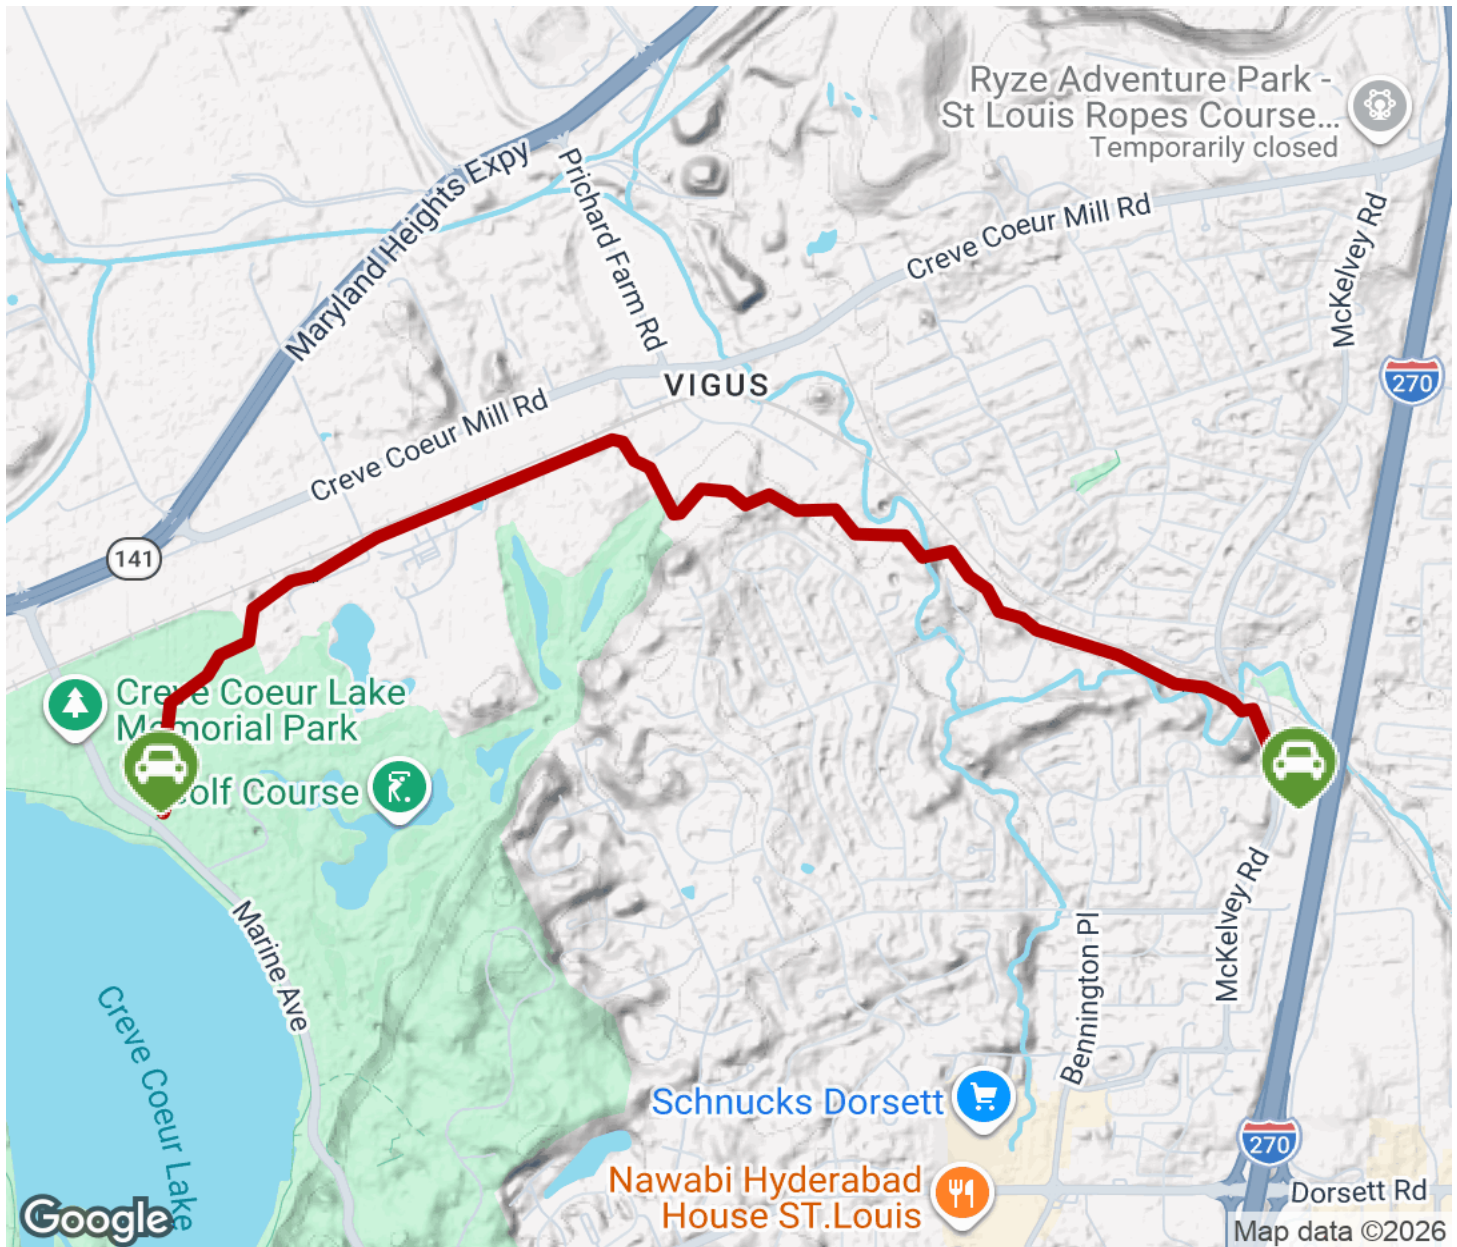 Ryze Adventure Park -
St Louis Ropes Course...
Temporarily closed
Maryland Heights Expy
Prichard Farm Rd
Creve Coeur Mill Rd
McKelvey Rd
270
VIGUS
Creve Coeur Mill Rd
141
Creve Coeur Lake
Memorial Park
Golf Course
McKelvey Rd
Marine Ave
Bennington Pl
Creve Coeur Lake
Schnucks Dorsett
270
Nawabi Hyderabad
House ST.Louis
Dorsett Rd
Google
Map data ©2026